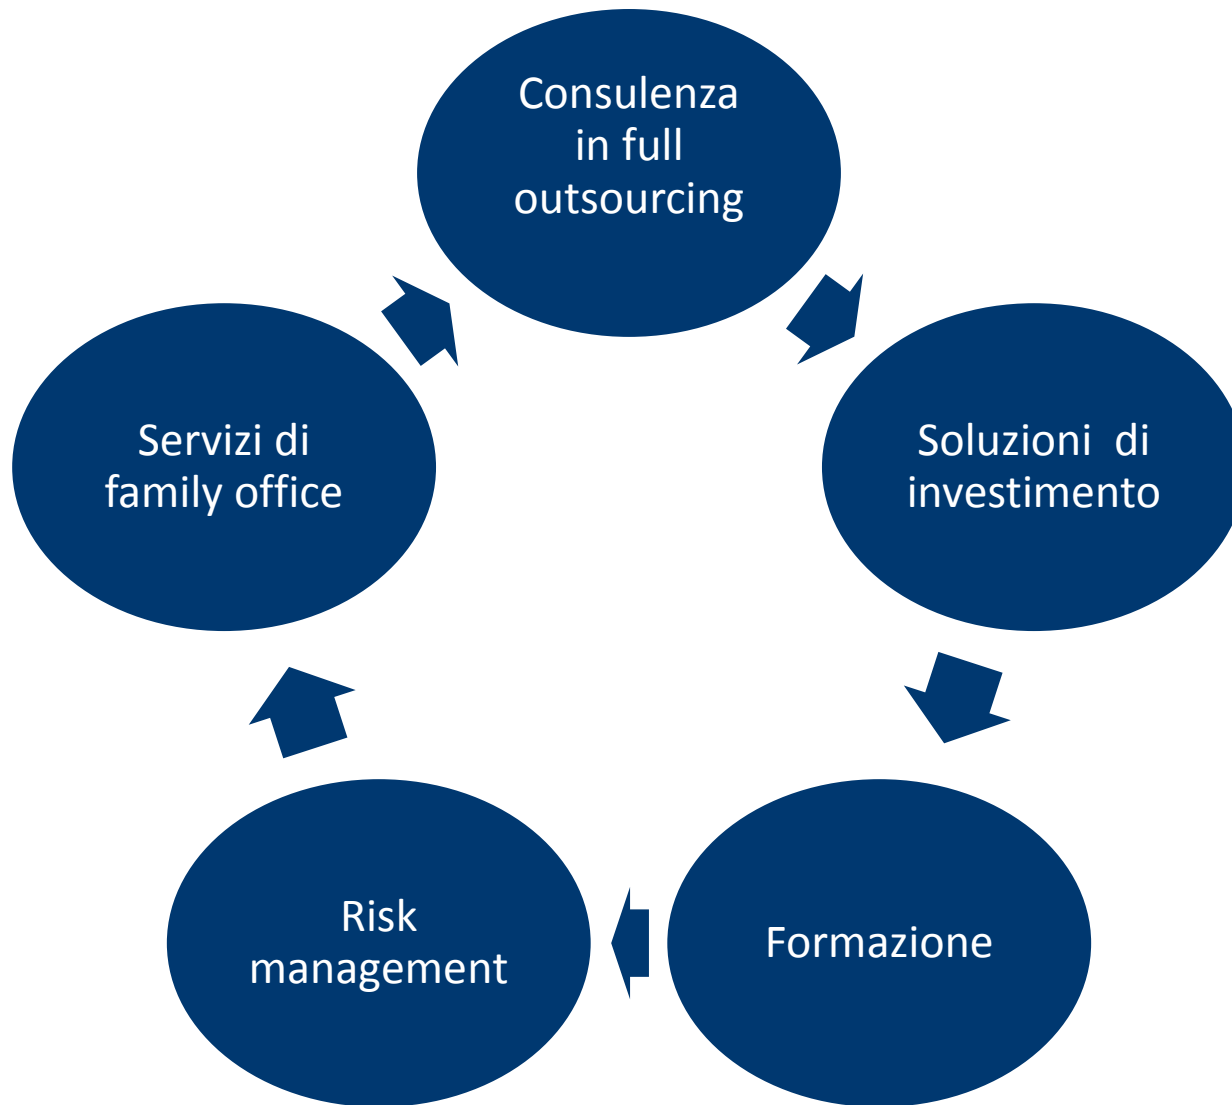 Consulenza
in full
outsourcing
Servizi di
family office
Soluzioni  di
investimento
Risk
management
Formazione